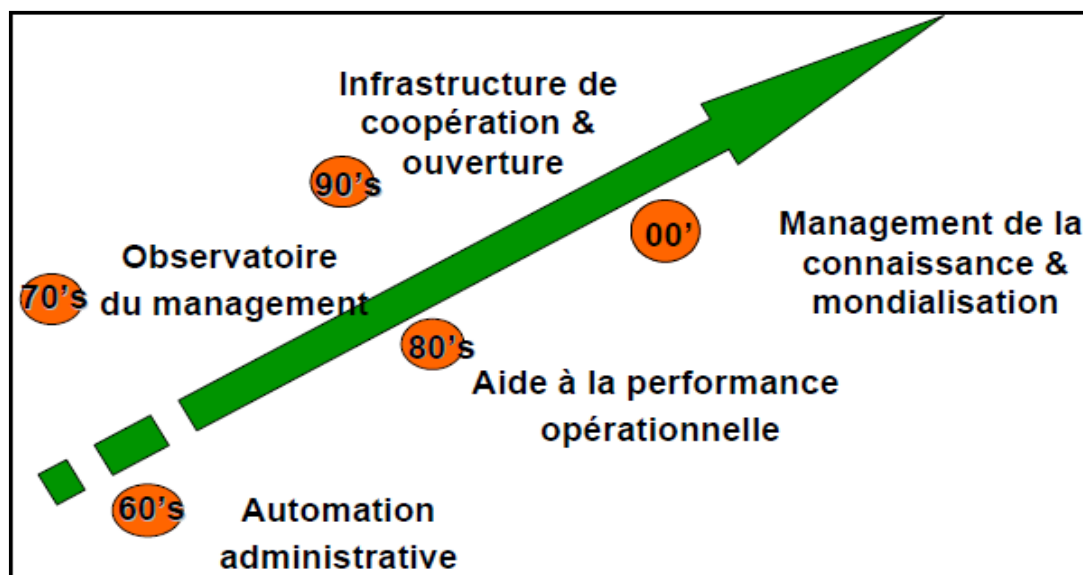 Infrastructure de
coopération &
ouverture
90's
00'
Management de la
connaissance &
mondialisation
Observatoire
du management
70's
80's
Aide à la performance
opérationnelle
60's
Automation
administrative